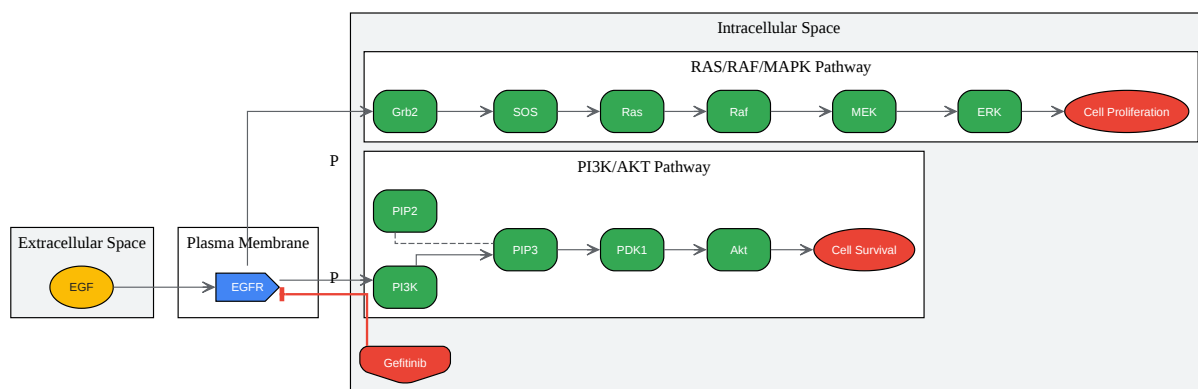 Intracellular Space
RAS/RAF/MAPK Pathway
Grb2
SOS
Ras
Raf
MEK
ERK
Cell Proliferation
P
PI3K/AKT Pathway
PIP2
Extracellular Space
Plasma Membrane
PIP3
PDK1
Akt
Cell Survival
P
EGF
EGFR
PI3K
Gefitinib